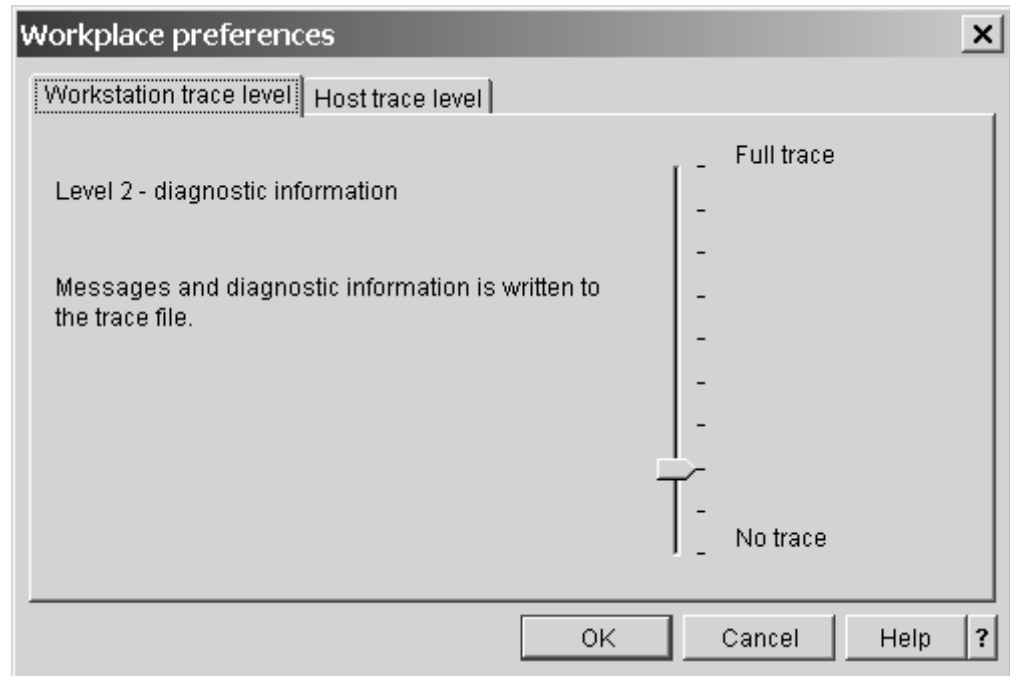 Workplace preferences
Workstation trace level
Host trace level
Full trace
Level 2 - diagnostic information
Messages and diagnostic information is written to
the trace file.
No trace
OK
Cancel
Help
?